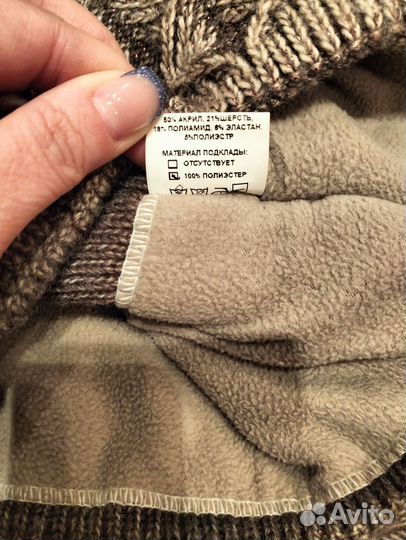 50% АКРИЛ, 21%ШЕРСТЬ,
18% ПОЛИАМИД, 6% ЭЛАСТАН,
5%ПОЛИЭСТР
МАТЕРИАЛ ПОДКЛАДЫ:
ОТСУТСТВУЕТ
100% ПОЛИЭСТЕР
Avito